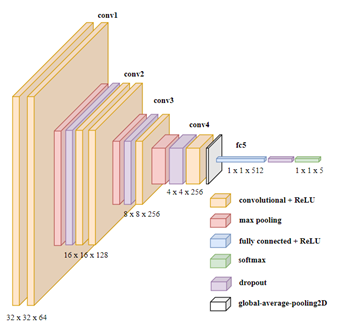 conv1
conv2
conv3
conv4
fc5
1 x 1 x 512
1 x 1 x 5
4 x 4 x 256
8 x 8 x 256
16 x 16 x 128
32 x 32 x 64
convolutional + ReLU
max pooling
fully connected + ReLU
softmax
dropout
global-average-pooling2D